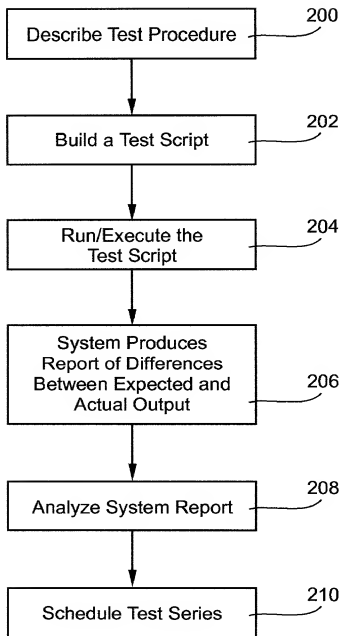 200
Describe Test Procedure
202
Build a Test Script
204
Run/Execute the
Test Script
System Produces
Report of Differences
Between Expected and
Actual Output
206
208
Analyze System Report
210
Schedule Test Series